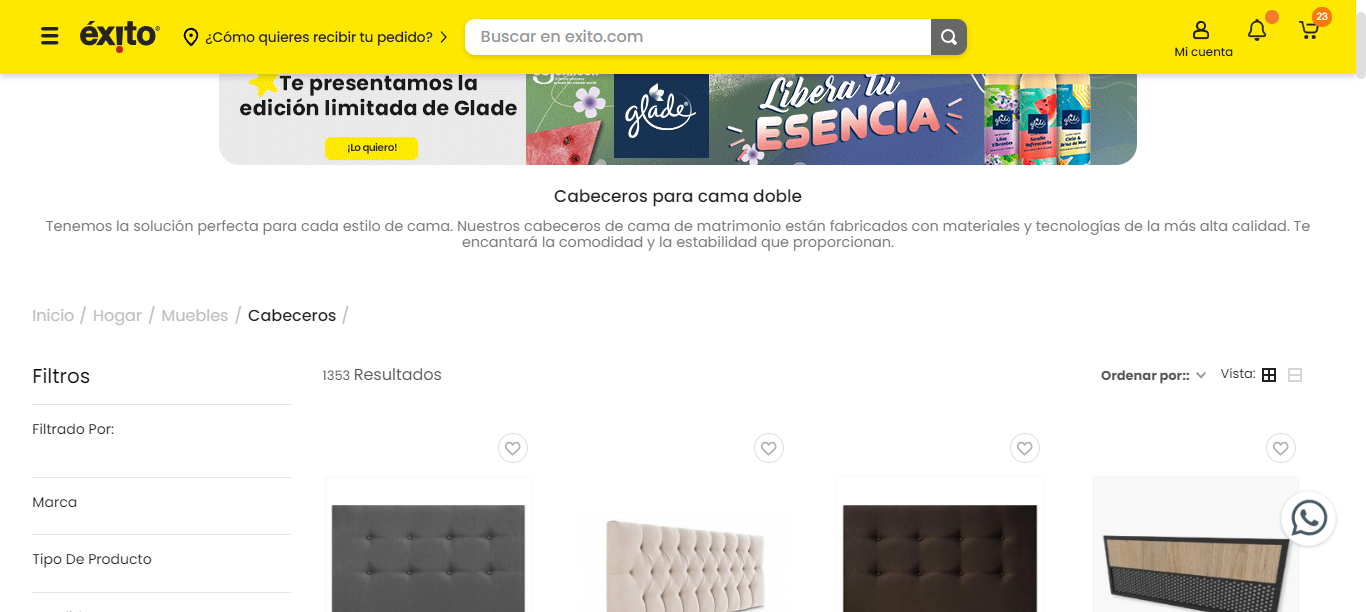 éxito
¿Cómo quieres recibir tu pedido?
Buscar en exito.com
Mi cuenta
23
Te presentamos la
edición limitada de Glade
¡Lo quiero!
glade
Libera tu
ESENCIA
Cabeceros para cama doble
Tenemos la solución perfecta para cada estilo de cama. Nuestros cabeceros de cama de matrimonio están fabricados con materiales y tecnologías de la más alta calidad. Te
encantará la comodidad y la estabilidad que proporcionan.
Inicio / Hogar / Muebles / Cabeceros /
Filtros
1353 Resultados
Ordenar por::
Vista:
Filtrado Por:
Marca
Tipo De Producto